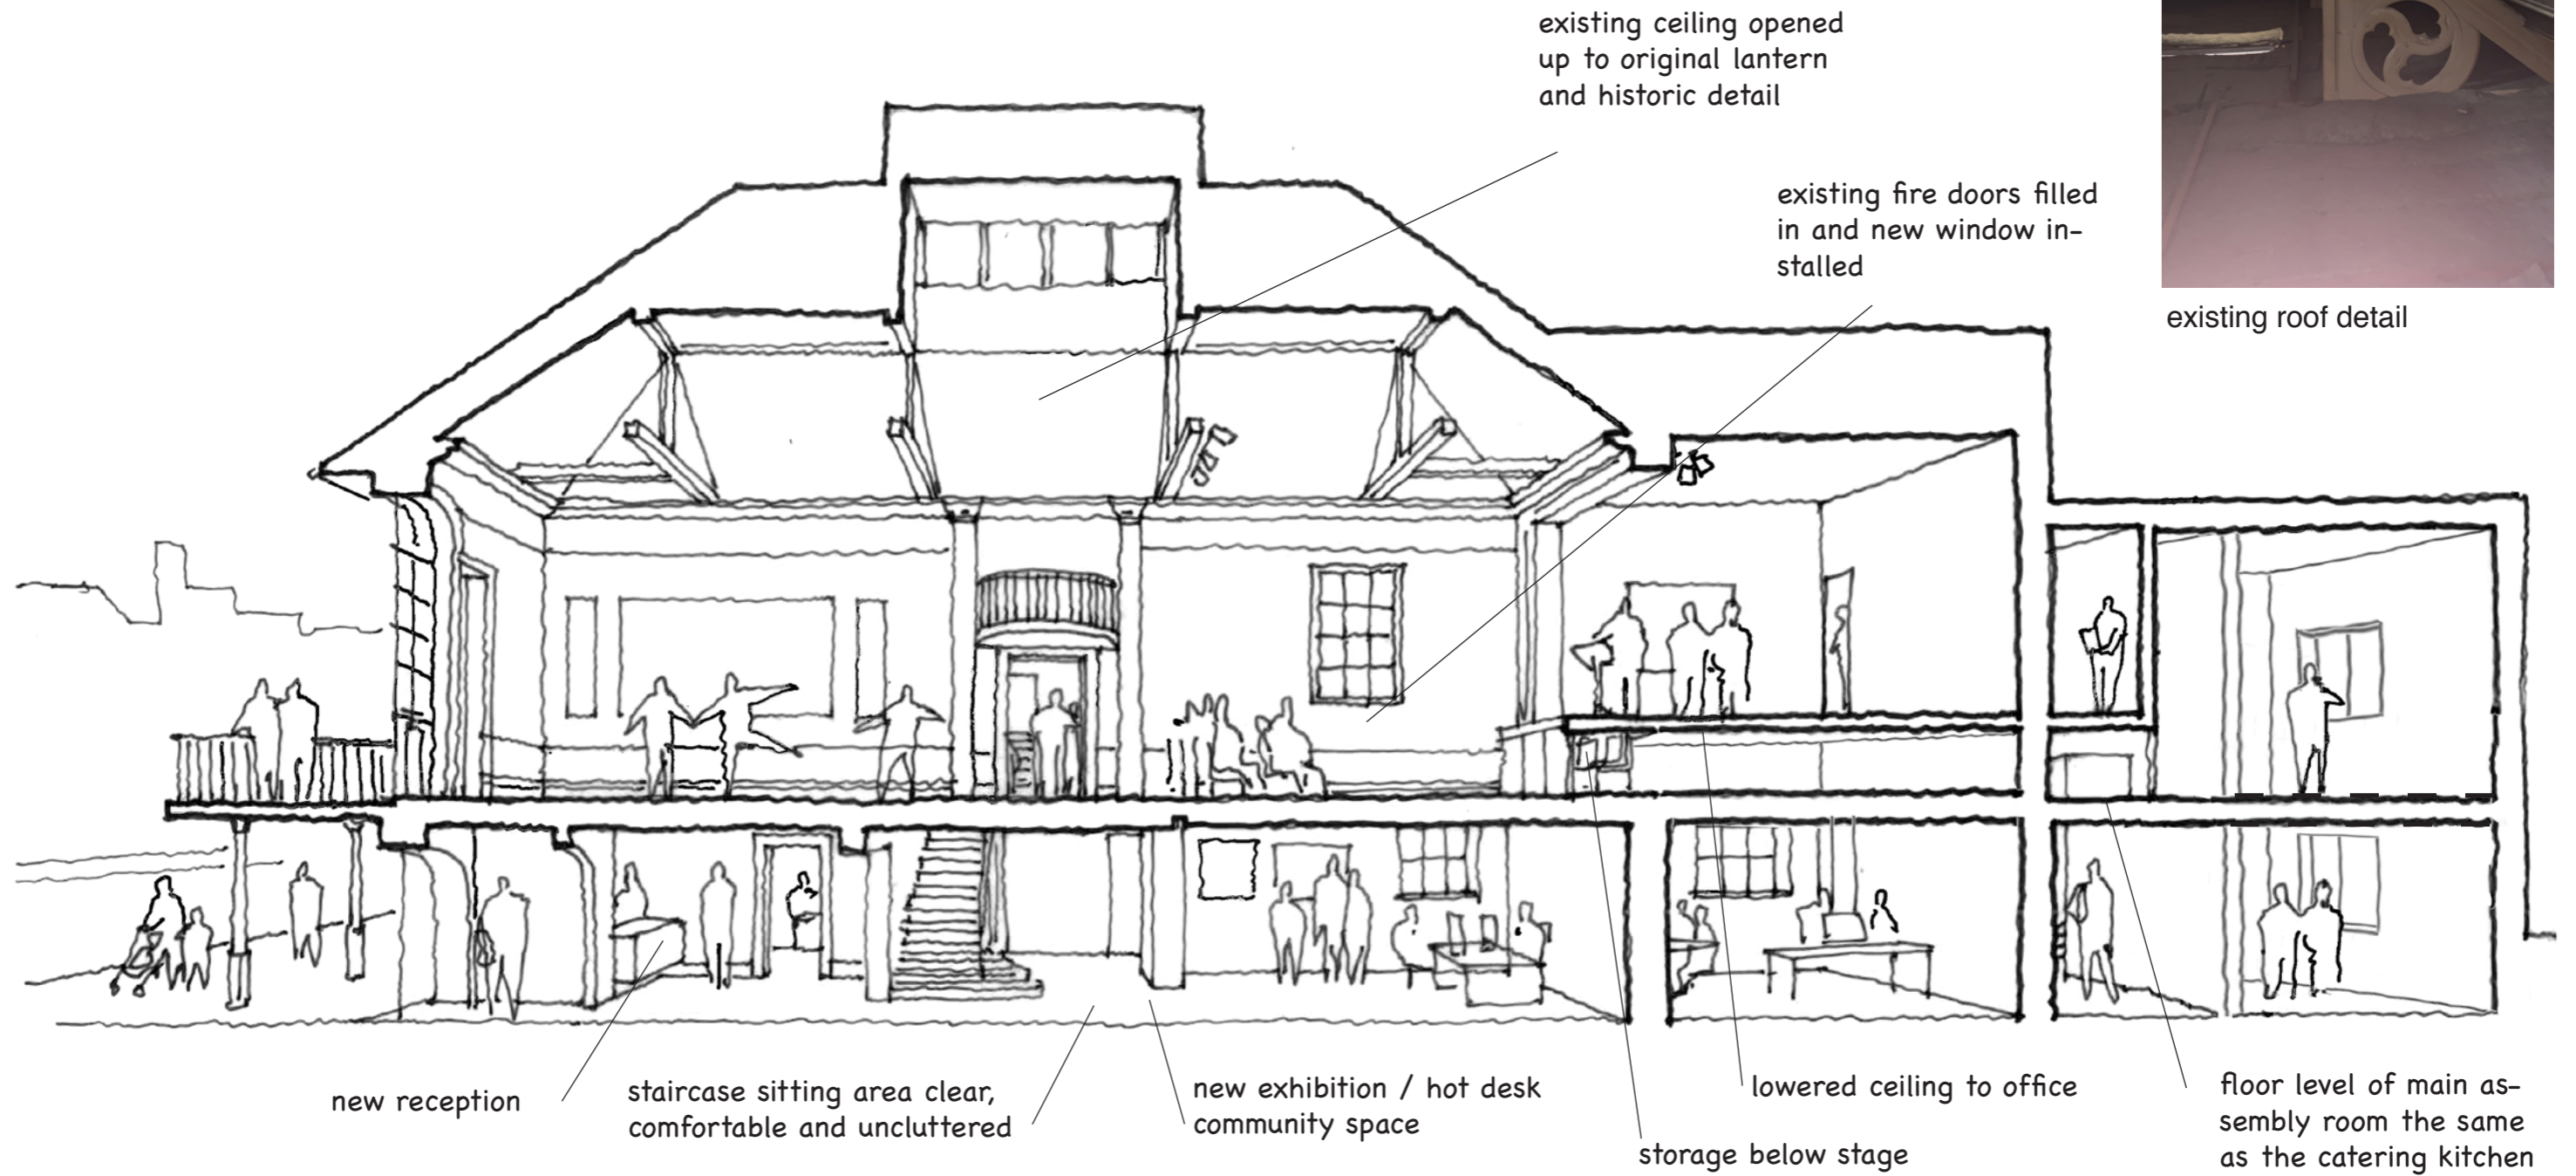 existing ceiling opened
up to original lantern
and historic detail
existing fire doors filled
in and new window in-
stalled
existing roof detail
new reception
staircase sitting area clear,
comfortable and uncluttered
new exhibition / hot desk
community space
storage below stage
lowered ceiling to office
floor level of main as-
sembly room the same
as the catering kitchen